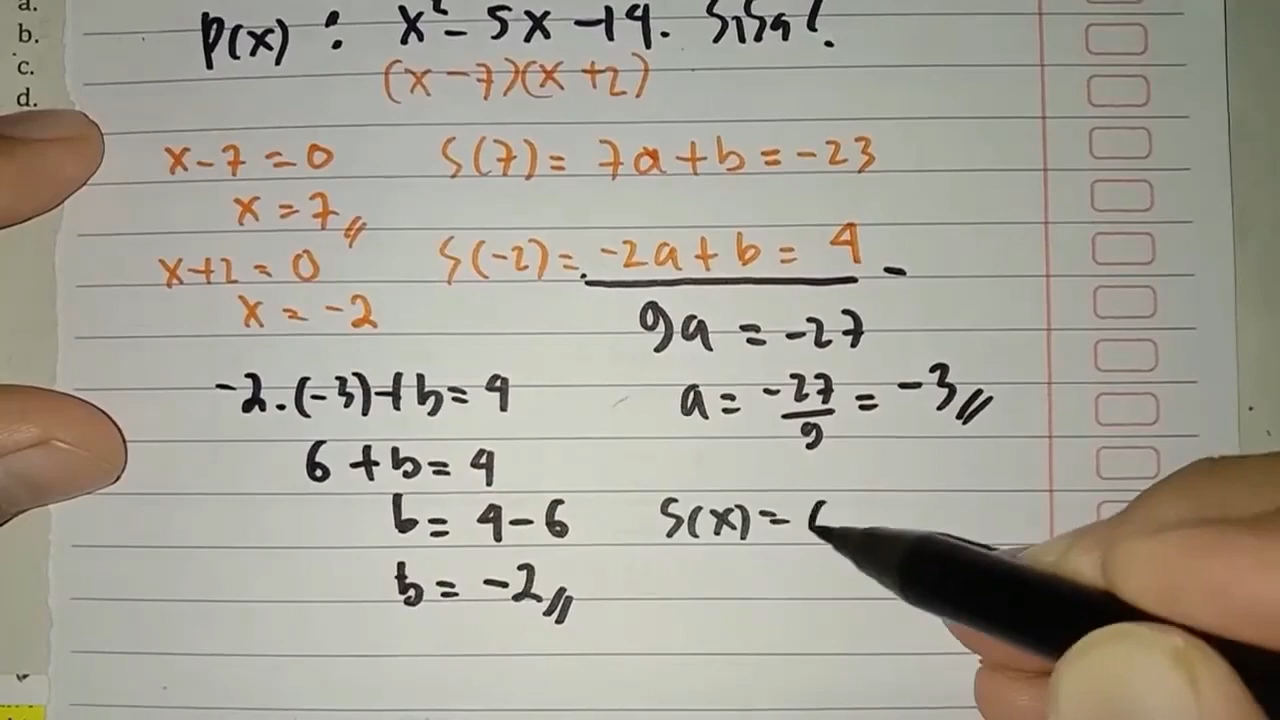 a.
b.
c.
d.
P(x) : x² - 5x - 14. Sisa?
(x - 7)(x + 2)
x - 7 = 0 S(7) = 7a + b = -23
x = 7 //
x + 2 = 0 S(-2) = -2a + b = 4 -
x = -2 9a = -27
-2.(-3) + b = 4 a = -27/9 = -3 //
6 + b = 4
b = 4 - 6 S(x) = (
b = -2 //